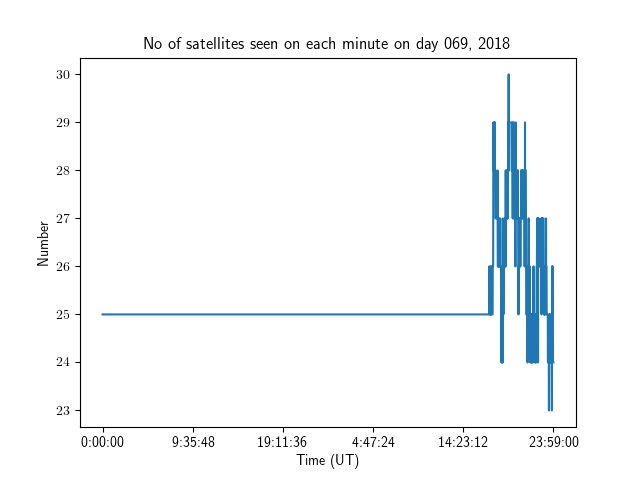 No of satellites seen on each minute on day 069, 2018
30
29
28
27
26
25
24
23
Number
0:00:00 9:35:48 19:11:36 4:47:24 14:23:12 23:59:00
Time (UT)